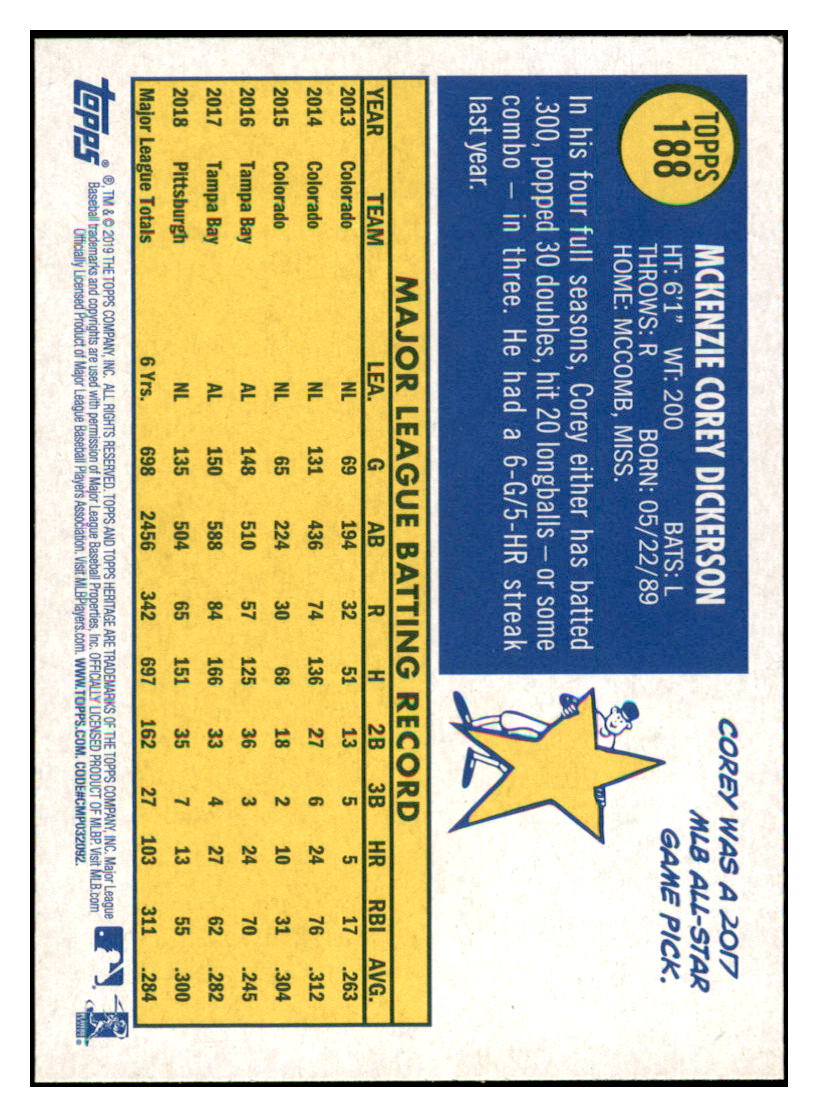 TOPPS
188
MCKENZIE COREY DICKERSON
HT: 6'1" WT: 200 BATS: L
THROWS: R BORN: 05/22/89
HOME: MCCOMB, MISS.
In his four full seasons, Corey either has batted
.300, popped 30 doubles, hit 20 longballs – or some
combo – in three. He had a 6-G/5-HR streak
last year.
COREY WAS A 2017
MLB ALL-STAR
GAME PICK.
MAJOR LEAGUE BATTING RECORD
YEAR TEAM LEA. G AB R H 2B 3B HR RBI AVG.
2013 Colorado NL 69 194 32 51 13 5 5 17 .263
2014 Colorado NL 131 436 74 136 27 6 24 76 .312
2015 Colorado NL 65 224 30 68 18 2 10 31 .304
2016 Tampa Bay AL 148 510 57 125 36 3 24 70 .245
2017 Tampa Bay AL 150 588 84 166 33 4 27 62 .282
2018 Pittsburgh NL 135 504 65 151 35 7 13 55 .300
Major League Totals 6 Yrs. 698 2456 342 697 162 27 103 311 .284
topps®
®, TM & © 2019 THE TOPPS COMPANY, INC. ALL RIGHTS RESERVED. TOPPS AND TOPPS HERITAGE ARE TRADEMARKS OF THE TOPPS COMPANY, INC. Major League
Baseball trademarks and copyrights are used with permission of Major League Baseball Properties, Inc. OFFICIALLY LICENSED PRODUCT OF MLBP. Visit MLB.com
Officially Licensed Product of Major League Baseball Players Association. Visit MLBPlayers.com. WWW.TOPPS.COM. CODE#CMP032092.